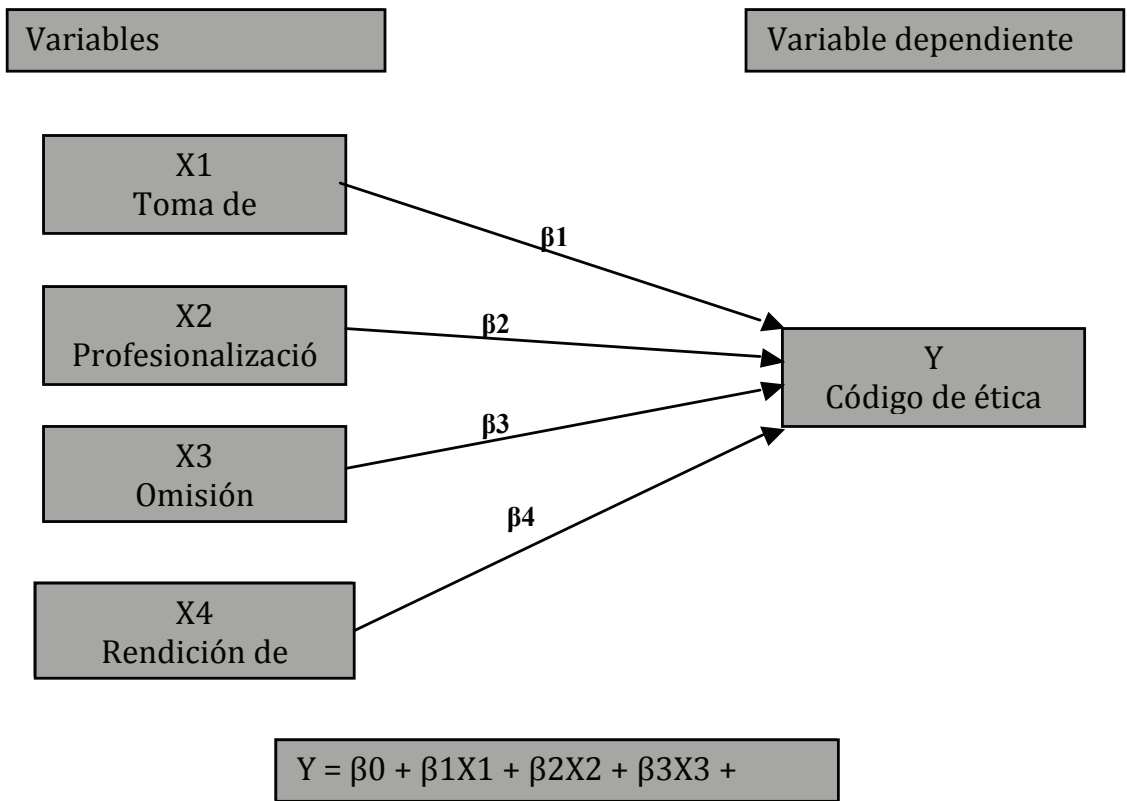 Variables
Variable dependiente
X1
Toma de
β1
X2
Profesionalizació
β2
Y
Código de ética
X3
Omisión
β3
β4
X4
Rendición de
Y = β0 + β1X1 + β2X2 + β3X3 +